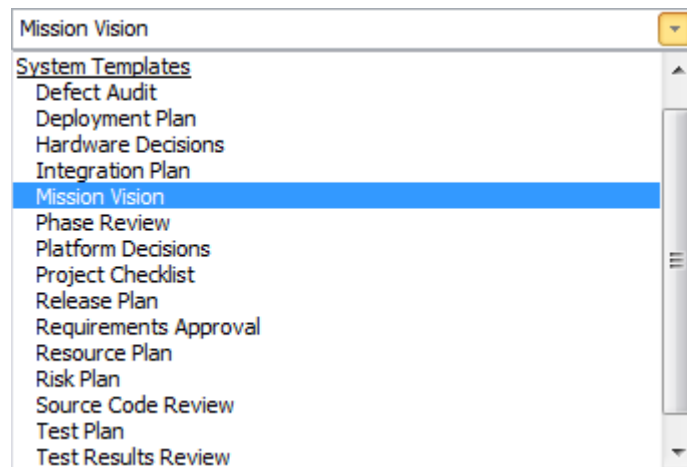 Mission Vision
System Templates
Defect Audit
Deployment Plan
Hardware Decisions
Integration Plan
Mission Vision
Phase Review
Platform Decisions
Project Checklist
Release Plan
Requirements Approval
Resource Plan
Risk Plan
Source Code Review
Test Plan
Test Results Review